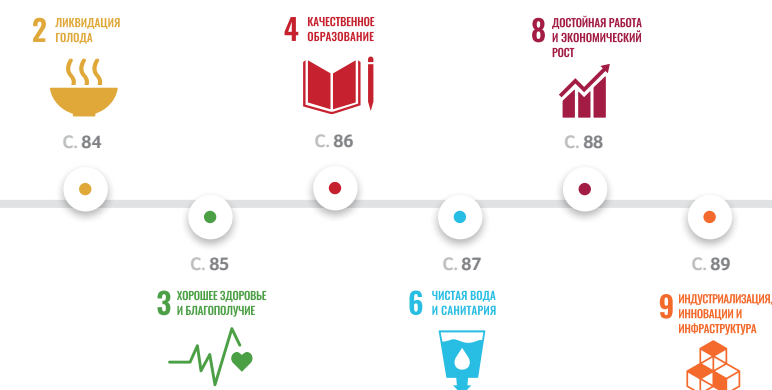 2 ЛИКВИДАЦИЯ
ГОЛОДА
С. 84
4 КАЧЕСТВЕННОЕ
ОБРАЗОВАНИЕ
С. 86
8 ДОСТОЙНАЯ РАБОТА
И ЭКОНОМИЧЕСКИЙ
РОСТ
С. 88
С. 85
3 ХОРОШЕЕ ЗДОРОВЬЕ
И БЛАГОПОЛУЧИЕ
С. 87
6 ЧИСТАЯ ВОДА
И САНИТАРИЯ
С. 89
9 ИНДУСТРИАЛИЗАЦИЯ,
ИННОВАЦИИ И
ИНФРАСТРУКТУРА